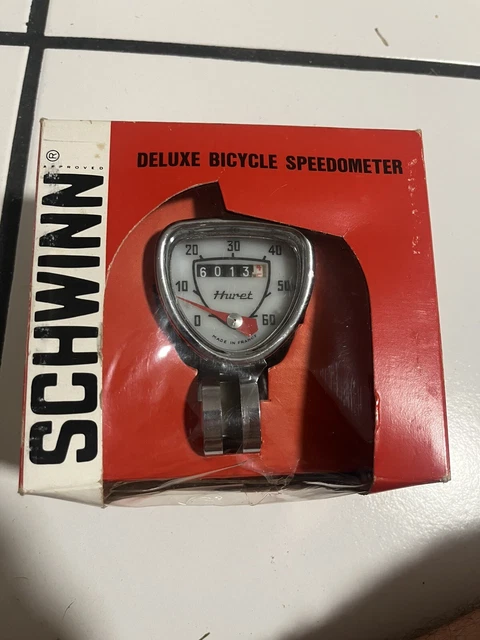 SCHWINN®
APPROVED
DELUXE BICYCLE SPEEDOMETER
0 10 20 30 40 50 60
6013
Huret
MADE IN FRANCE